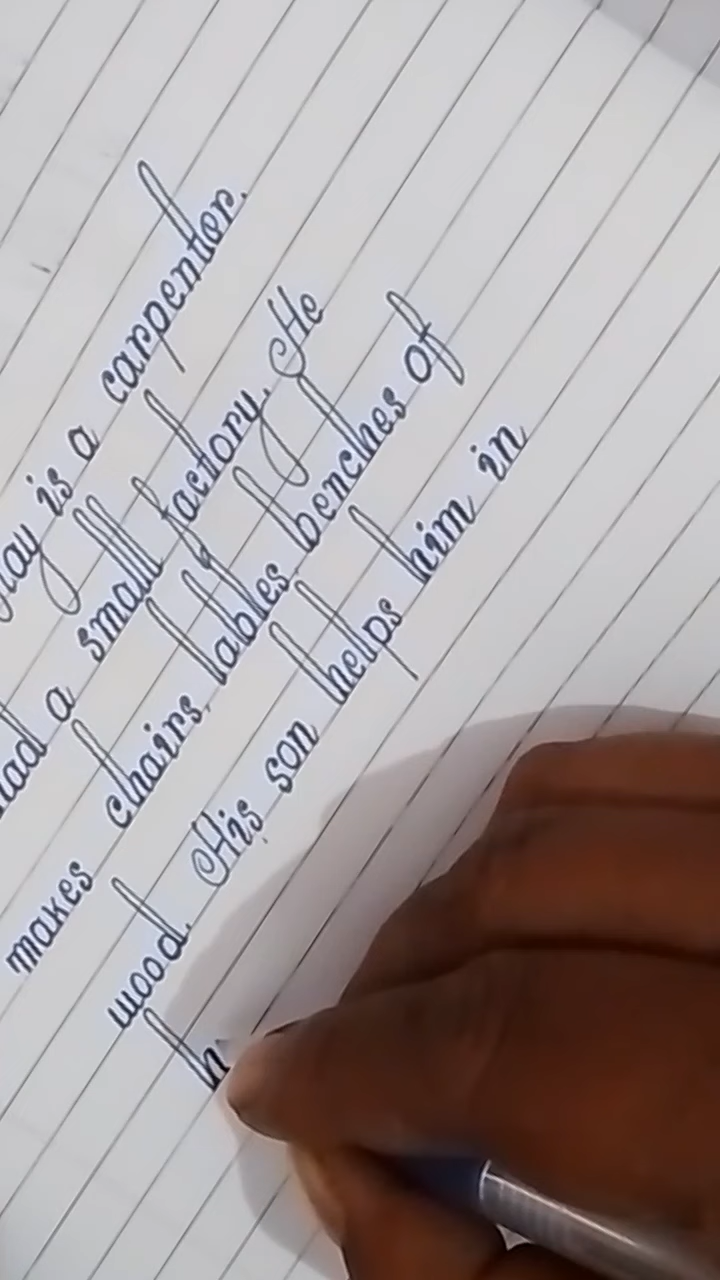 is a carpenter.
a small factory. He
makes chairs, tables benches of
wood. His son helps him in
h